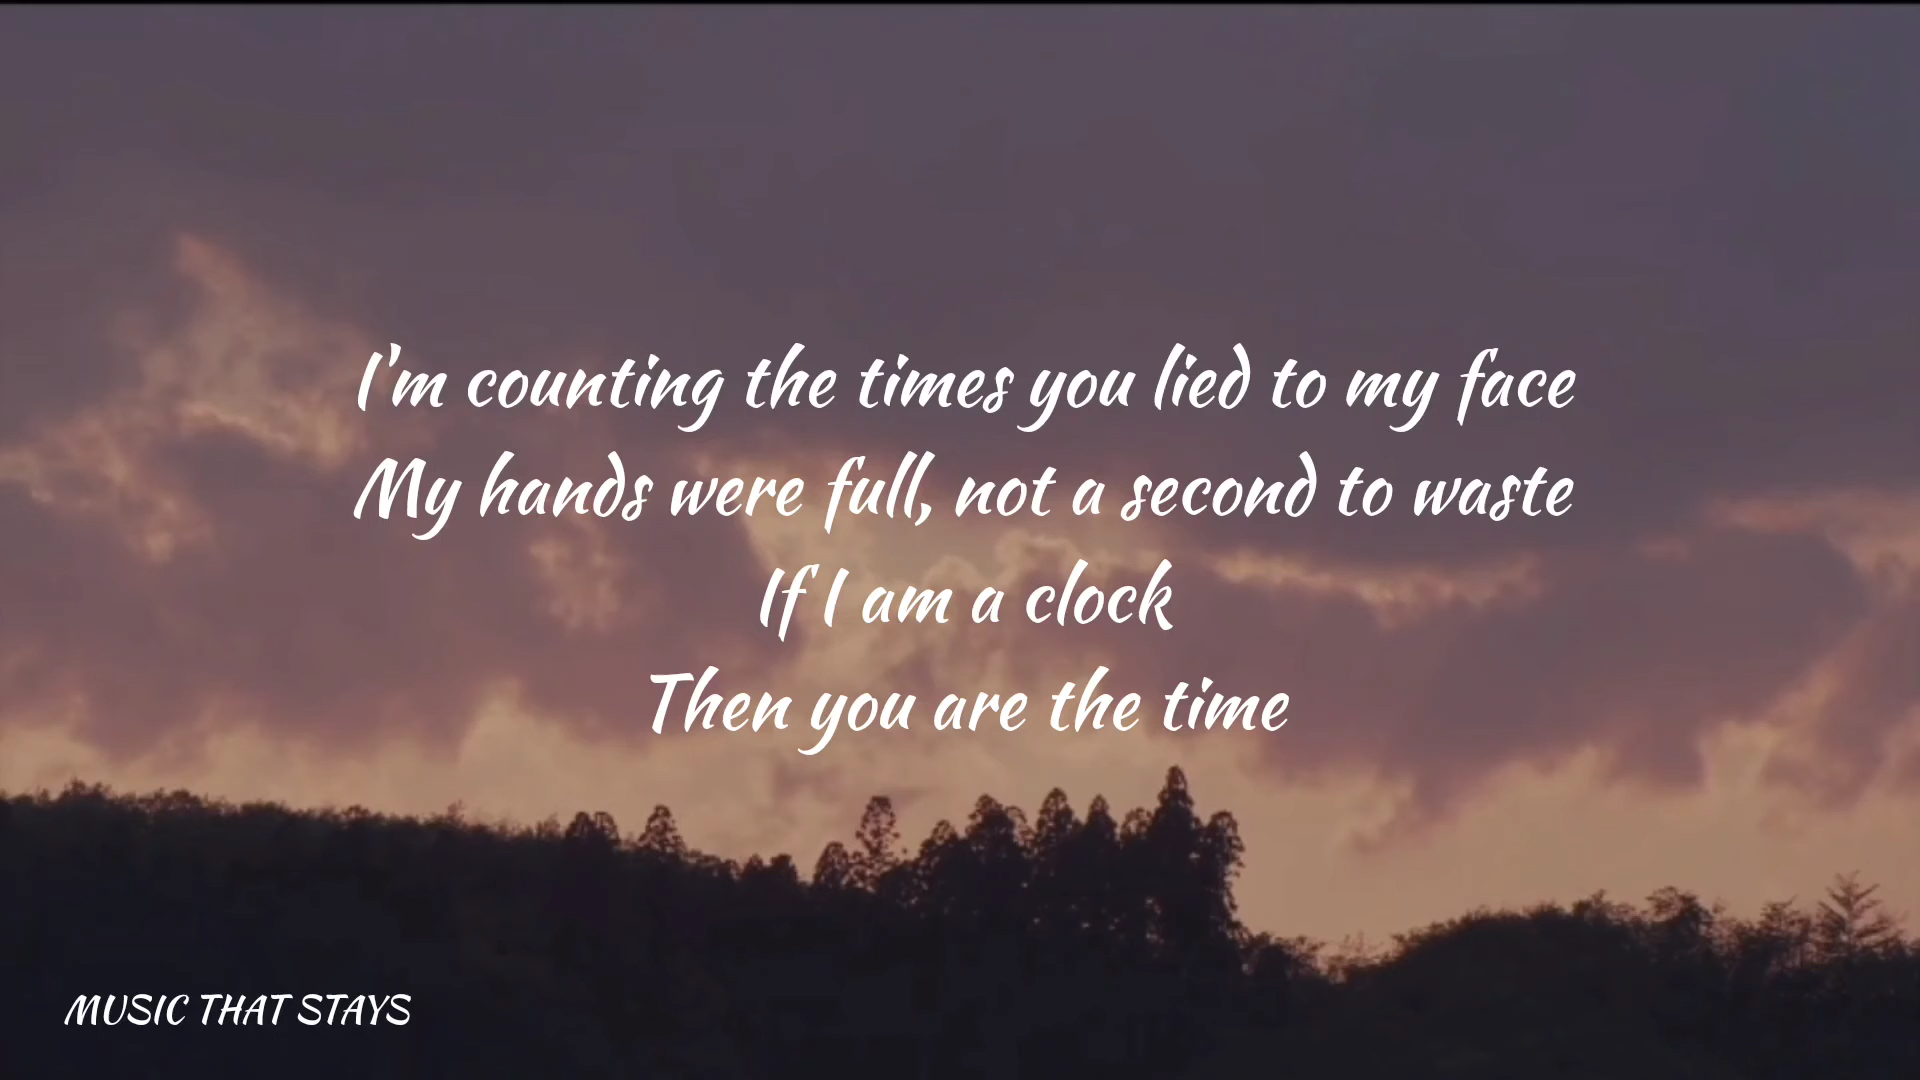 I'm counting the times you lied to my face
My hands were full, not a second to waste
If I am a clock
Then you are the time
MUSIC THAT STAYS